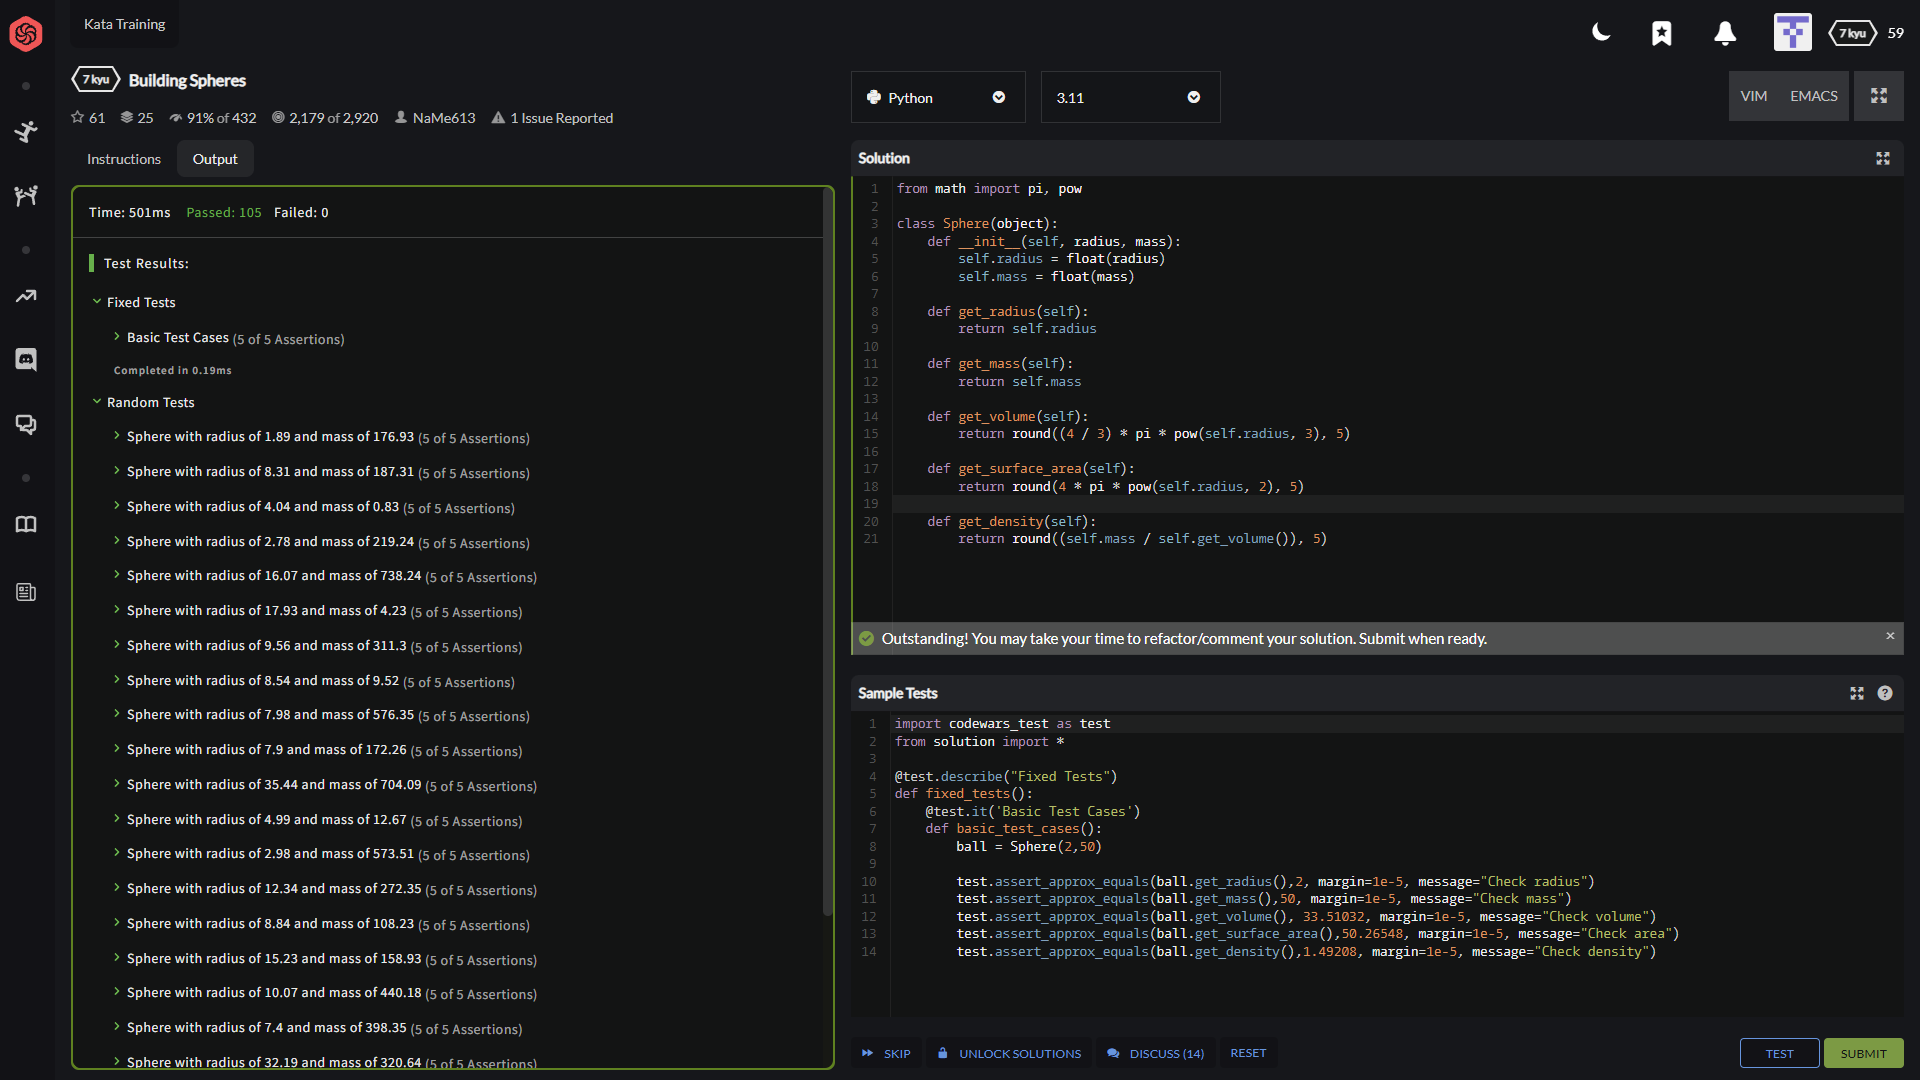 Kata Training
7 kyu
59
7 kyu
Building Spheres
61
25
91% of 432
2,179 of 2,920
NaMe613
1 Issue Reported
Instructions
Output
Time: 501ms Passed: 105 Failed: 0
Test Results:
Fixed Tests
Basic Test Cases (5 of 5 Assertions)
Completed in 0.19ms
Random Tests
Sphere with radius of 1.89 and mass of 176.93 (5 of 5 Assertions)
Sphere with radius of 8.31 and mass of 187.31 (5 of 5 Assertions)
Sphere with radius of 4.04 and mass of 0.83 (5 of 5 Assertions)
Sphere with radius of 2.78 and mass of 219.24 (5 of 5 Assertions)
Sphere with radius of 16.07 and mass of 738.24 (5 of 5 Assertions)
Sphere with radius of 17.93 and mass of 4.23 (5 of 5 Assertions)
Sphere with radius of 9.56 and mass of 311.3 (5 of 5 Assertions)
Sphere with radius of 8.54 and mass of 9.52 (5 of 5 Assertions)
Sphere with radius of 7.98 and mass of 576.35 (5 of 5 Assertions)
Sphere with radius of 7.9 and mass of 172.26 (5 of 5 Assertions)
Sphere with radius of 35.44 and mass of 704.09 (5 of 5 Assertions)
Sphere with radius of 4.99 and mass of 12.67 (5 of 5 Assertions)
Sphere with radius of 2.98 and mass of 573.51 (5 of 5 Assertions)
Sphere with radius of 12.34 and mass of 272.35 (5 of 5 Assertions)
Sphere with radius of 8.84 and mass of 108.23 (5 of 5 Assertions)
Sphere with radius of 15.23 and mass of 158.93 (5 of 5 Assertions)
Sphere with radius of 10.07 and mass of 440.18 (5 of 5 Assertions)
Sphere with radius of 7.4 and mass of 398.35 (5 of 5 Assertions)
Sphere with radius of 32.19 and mass of 320.64 (5 of 5 Assertions)
Python
3.11
VIM
EMACS
Solution
1 from math import pi, pow
2
3 class Sphere(object):
4 def __init__(self, radius, mass):
5 self.radius = float(radius)
6 self.mass = float(mass)
7
8 def get_radius(self):
9 return self.radius
10
11 def get_mass(self):
12 return self.mass
13
14 def get_volume(self):
15 return round((4 / 3) * pi * pow(self.radius, 3), 5)
16
17 def get_surface_area(self):
18 return round(4 * pi * pow(self.radius, 2), 5)
19
20 def get_density(self):
21 return round((self.mass / self.get_volume()), 5)
Outstanding! You may take your time to refactor/comment your solution. Submit when ready.
×
Sample Tests
?
1 import codewars_test as test
2 from solution import *
3
4 @test.describe("Fixed Tests")
5 def fixed_tests():
6 @test.it('Basic Test Cases')
7 def basic_test_cases():
8 ball = Sphere(2,50)
9
10 test.assert_approx_equals(ball.get_radius(),2, margin=1e-5, message="Check radius")
11 test.assert_approx_equals(ball.get_mass(),50, margin=1e-5, message="Check mass")
12 test.assert_approx_equals(ball.get_volume(), 33.51032, margin=1e-5, message="Check volume")
13 test.assert_approx_equals(ball.get_surface_area(),50.26548, margin=1e-5, message="Check area")
14 test.assert_approx_equals(ball.get_density(),1.49208, margin=1e-5, message="Check density")
SKIP
UNLOCK SOLUTIONS
DISCUSS (14)
RESET
TEST
SUBMIT